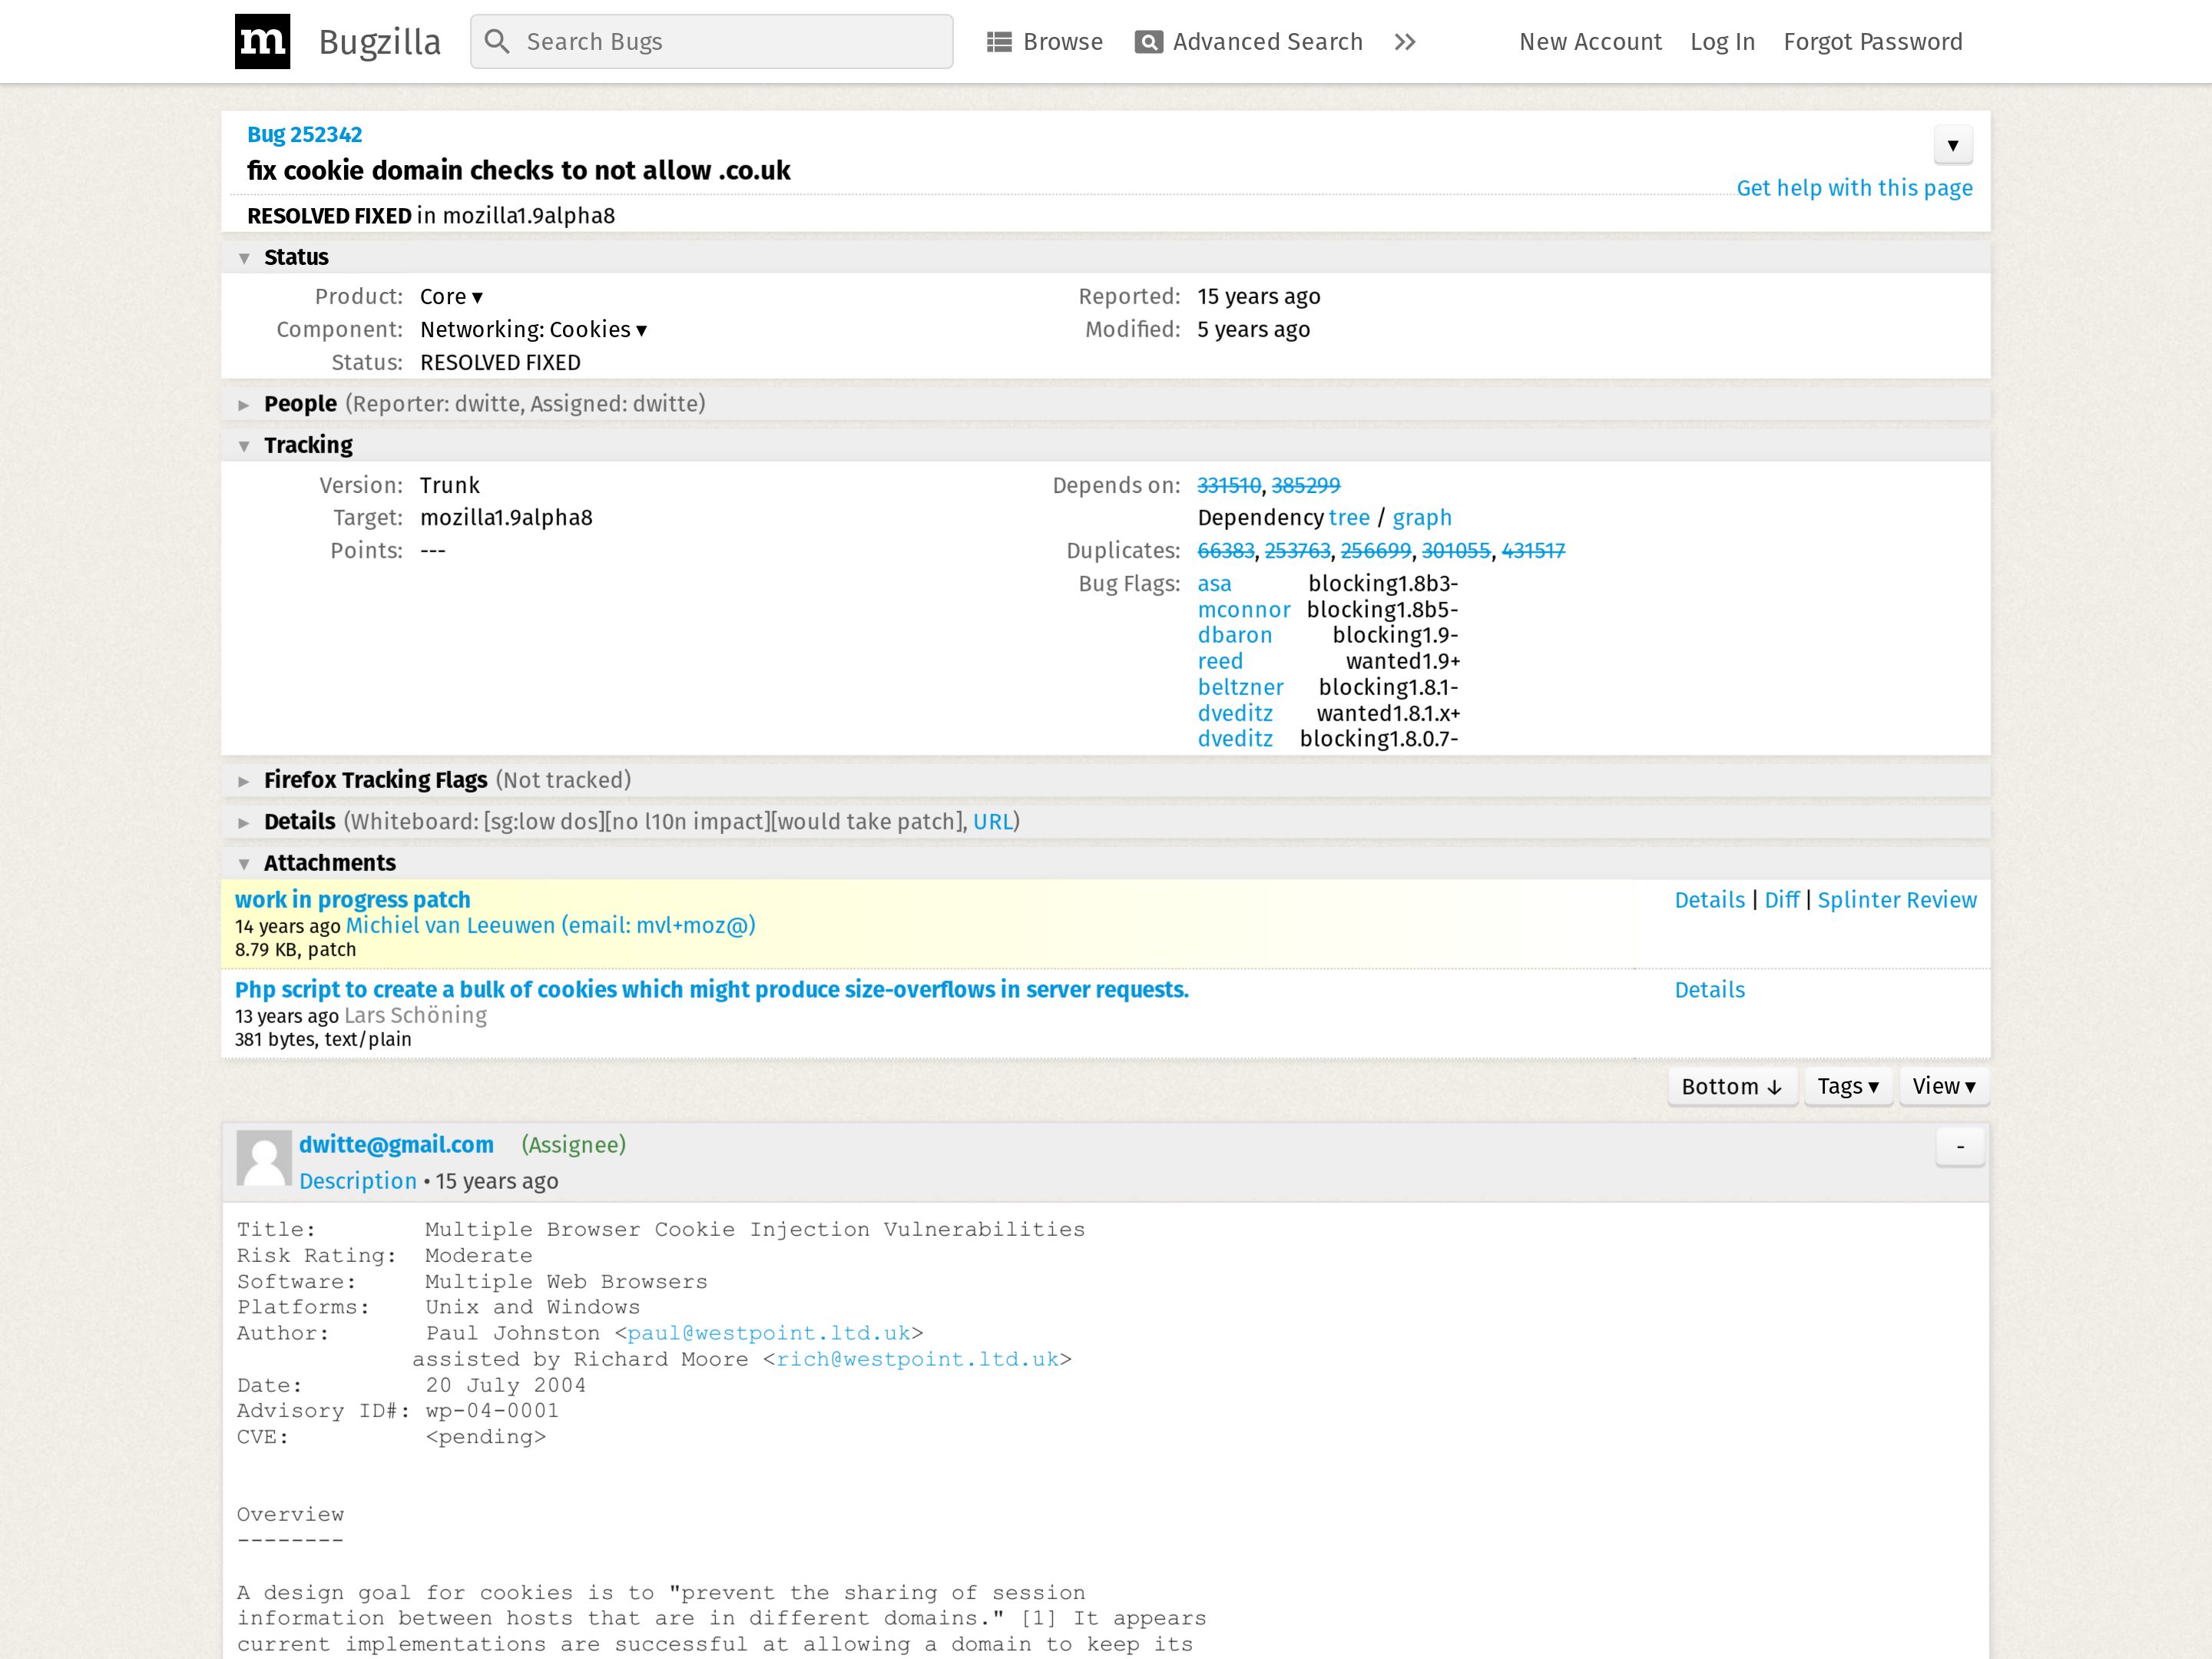 m Bugzilla Search Bugs Browse Advanced Search >> New Account Log In Forgot Password
Bug 252342
▼
fix cookie domain checks to not allow .co.uk
Get help with this page
RESOLVED FIXED in mozilla1.9alpha8
▼ Status
Product: Core ▾
Reported: 15 years ago
Component: Networking: Cookies ▾
Modified: 5 years ago
Status: RESOLVED FIXED
▸ People (Reporter: dwitte, Assigned: dwitte)
▼ Tracking
Version: Trunk
Depends on: 331510, 385299
Target: mozilla1.9alpha8
Dependency tree / graph
Points: ---
Duplicates: 66383, 253763, 256699, 301055, 431517
Bug Flags: asa blocking1.8b3-
mconnor blocking1.8b5-
dbaron blocking1.9-
reed wanted1.9+
beltzner blocking1.8.1-
dveditz wanted1.8.1.x+
dveditz blocking1.8.0.7-
▸ Firefox Tracking Flags (Not tracked)
▸ Details (Whiteboard: [sg:low dos][no l10n impact][would take patch], URL)
▼ Attachments
work in progress patch
Details | Diff | Splinter Review
14 years ago Michiel van Leeuwen (email: mvl+moz@)
8.79 KB, patch
Php script to create a bulk of cookies which might produce size-overflows in server requests.
Details
13 years ago Lars Schöning
381 bytes, text/plain
Bottom ↓ Tags ▾ View ▾
dwitte@gmail.com (Assignee)
-
Description • 15 years ago
Title: Multiple Browser Cookie Injection Vulnerabilities
Risk Rating: Moderate
Software: Multiple Web Browsers
Platforms: Unix and Windows
Author: Paul Johnston <paul@westpoint.ltd.uk>
assisted by Richard Moore <rich@westpoint.ltd.uk>
Date: 20 July 2004
Advisory ID#: wp-04-0001
CVE: <pending>
Overview
--------
A design goal for cookies is to "prevent the sharing of session
information between hosts that are in different domains." [1] It appears
current implementations are successful at allowing a domain to keep its